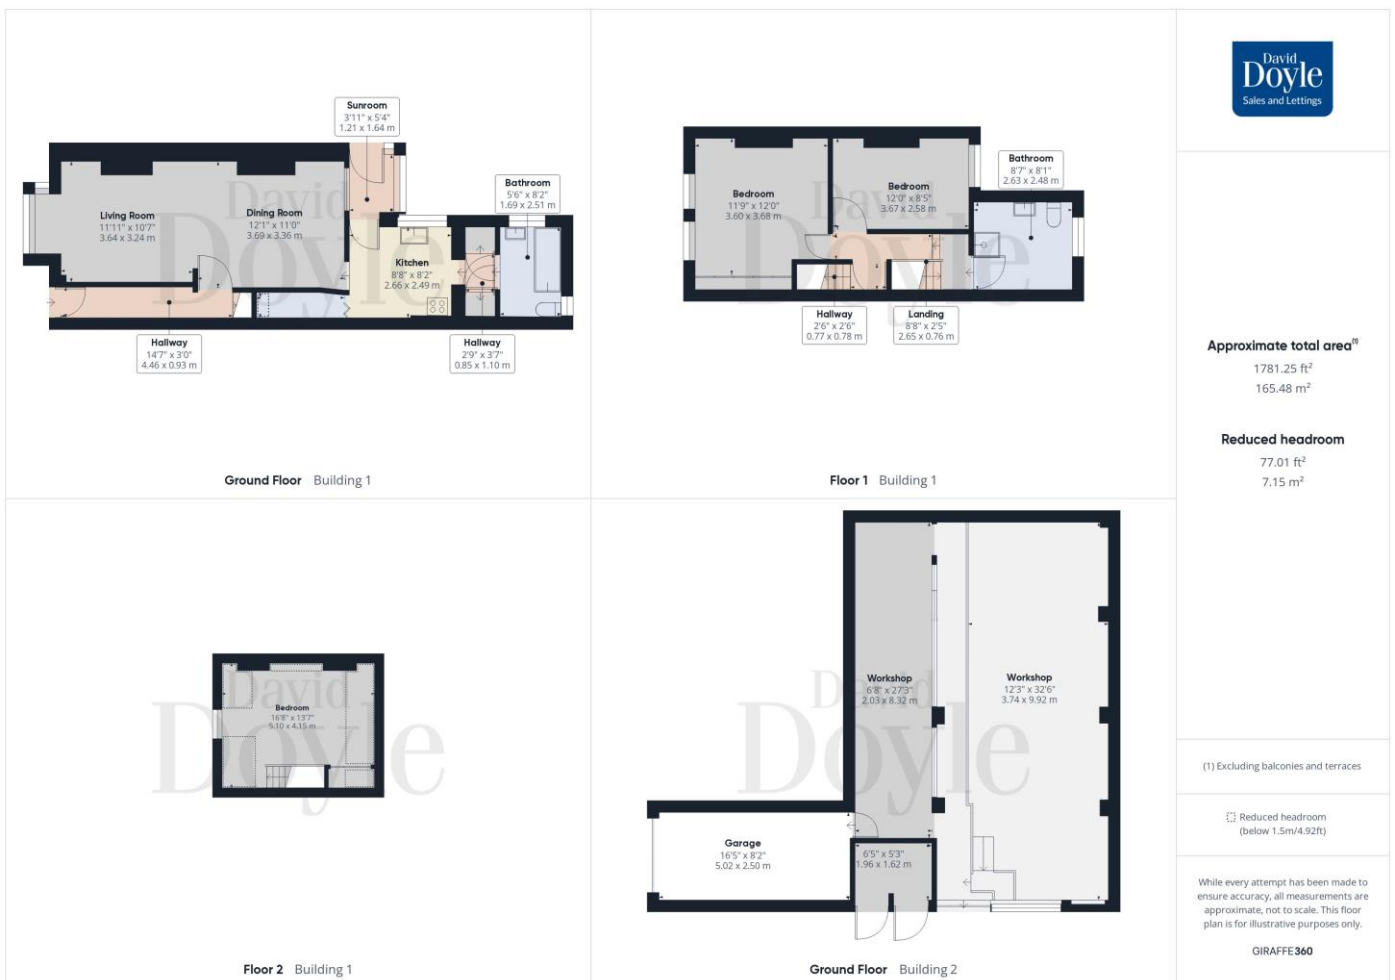 Sunroom
3'11" x 5'4"
1.21 x 1.64 m
Bathroom
5'6" x 8'2"
1.69 x 2.51 m
Living Room
11'11" x 10'7"
3.64 x 3.24 m
Dining Room
12'1" x 11'0"
3.69 x 3.36 m
Kitchen
8'8" x 8'2"
2.66 x 2.49 m
Hallway
14'7" x 3'0"
4.46 x 0.93 m
Hallway
2'9" x 3'7"
0.85 x 1.10 m
David
Doyle
Ground Floor Building 1
Bathroom
8'7" x 8'1"
2.63 x 2.48 m
Bedroom
11'9" x 12'0"
3.60 x 3.68 m
Bedroom
12'0" x 8'5"
3.67 x 2.58 m
Hallway
2'6" x 2'6"
0.77 x 0.78 m
Landing
8'8" x 2'5"
2.65 x 0.76 m
David
Doyle
Floor 1 Building 1
Bedroom
16'8" x 13'7"
5.10 x 4.15 m
David
Doyle
Floor 2 Building 1
Workshop
6'8" x 27'3"
2.03 x 8.32 m
Workshop
12'3" x 32'6"
3.74 x 9.92 m
Garage
16'5" x 8'2"
5.02 x 2.50 m
6'5" x 5'3"
1.96 x 1.62 m
David
Doyle
Ground Floor Building 2
David
Doyle
Sales and Lettings
Approximate total area(1)
1781.25 ft²
165.48 m²
Reduced headroom
77.01 ft²
7.15 m²
(1) Excluding balconies and terraces
Reduced headroom
(below 1.5m/4.92ft)
While every attempt has been made to
ensure accuracy, all measurements are
approximate, not to scale. This floor
plan is for illustrative purposes only.
GIRAFFE360